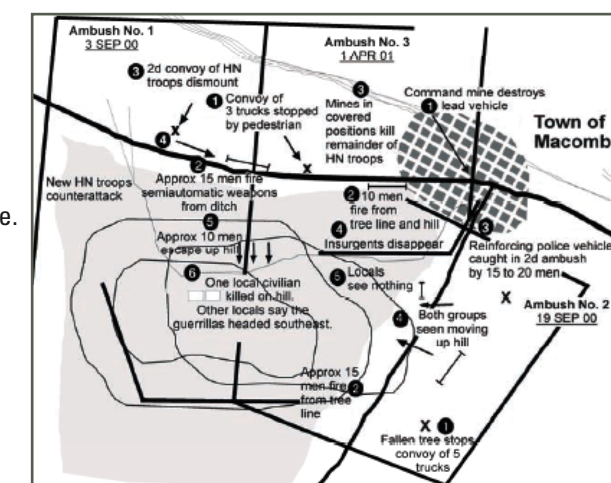 e.
Ambush No. 1
3 SEP 00
3 2d convoy of HN
troops dismount
1 Convoy of
3 trucks stopped
by pedestrian
4
2
Approx 15 men fire
semiautomatic weapons
from ditch
New HN troops
counterattack
5
Approx 10 men
escape up hill
6
One local civilian
killed on hill.
Other locals say the
guerrillas headed southeast.
Ambush No. 3
1 APR 01
3
Mines in
covered
positions kill
remainder of
HN troops
Command mine destroys
1 lead vehicle
Town of
Macomb
2 10 men
fire from
tree line and hill
4
Insurgents disappear
5 Locals
see nothing
3
Reinforcing police vehicle
caught in 2d ambush
by 15 to 20 men
Ambush No. 2
19 SEP 00
4
Both groups
seen moving
up hill
Approx 15
men fire 2
from tree
line
X 1
Fallen tree stops
convoy of 5
trucks